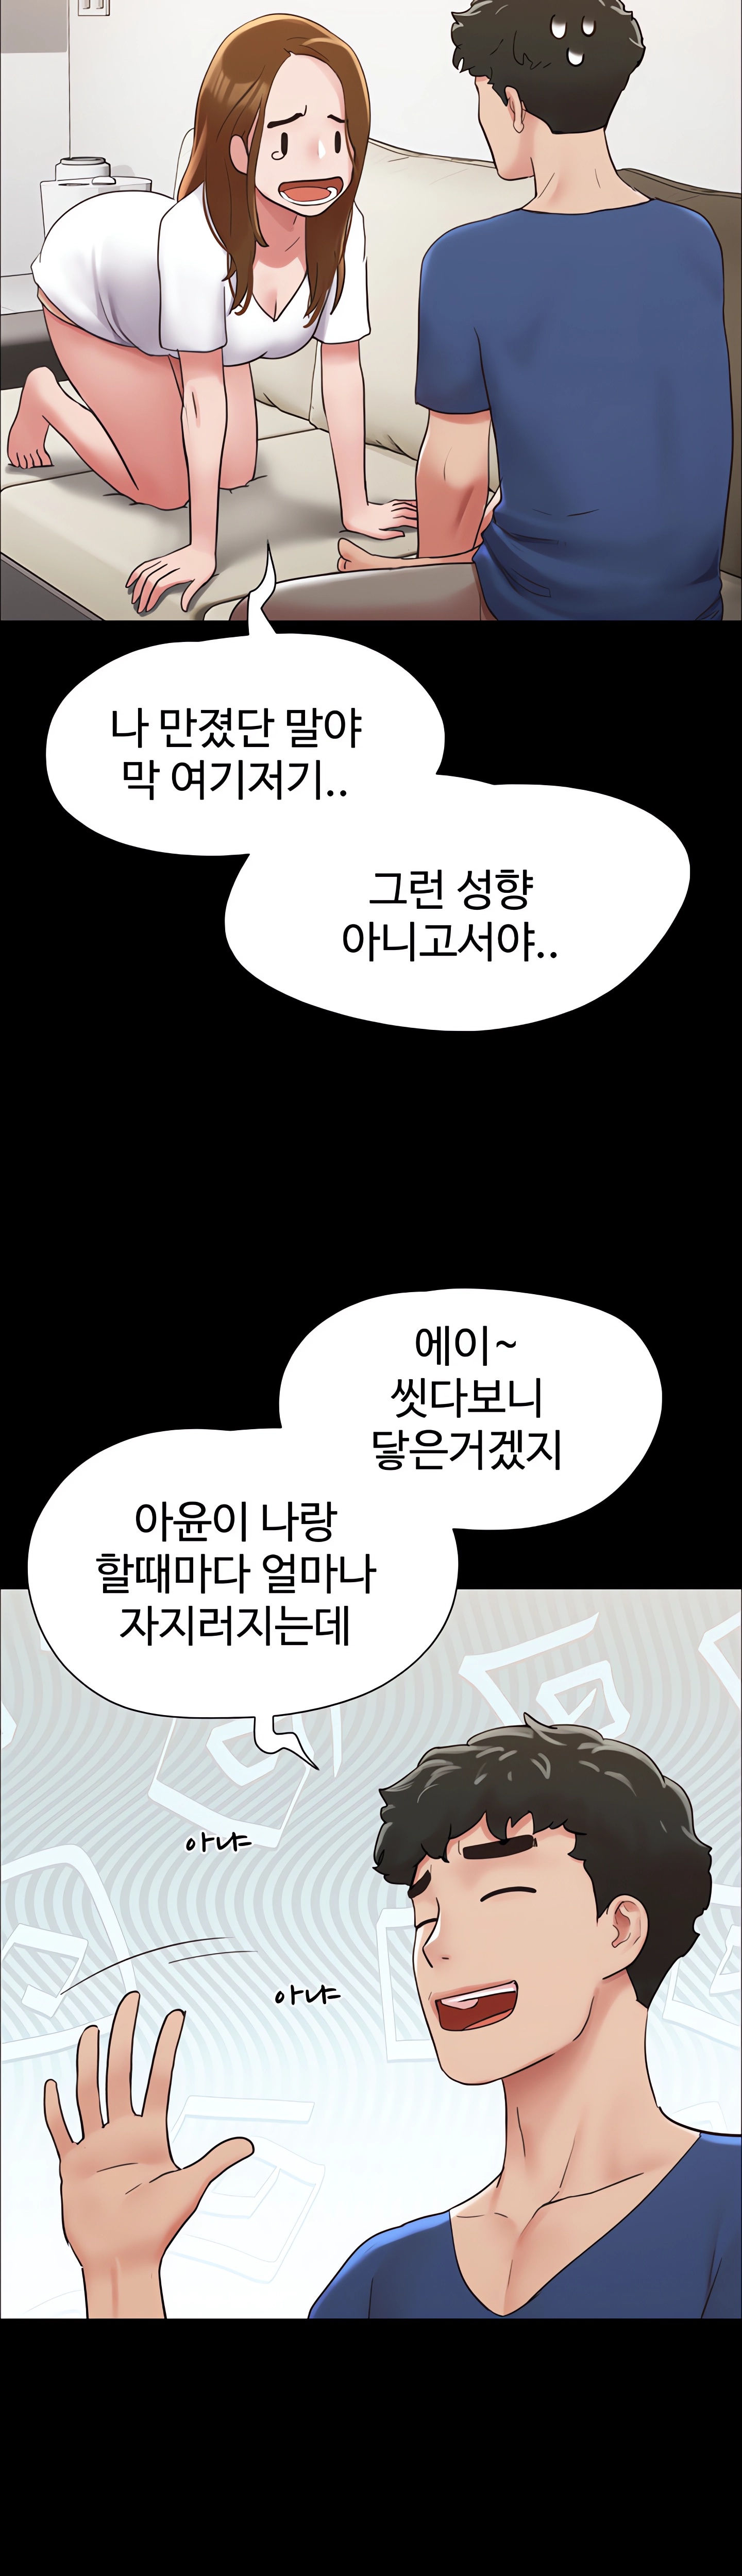 나 만졌단 말야
막 여기저기..
그런 성향
아니고서야..
에이~
씻다보니
닿은거겠지
아윤이 나랑
할때마다 얼마나
자지러지는데
아냐
아냐